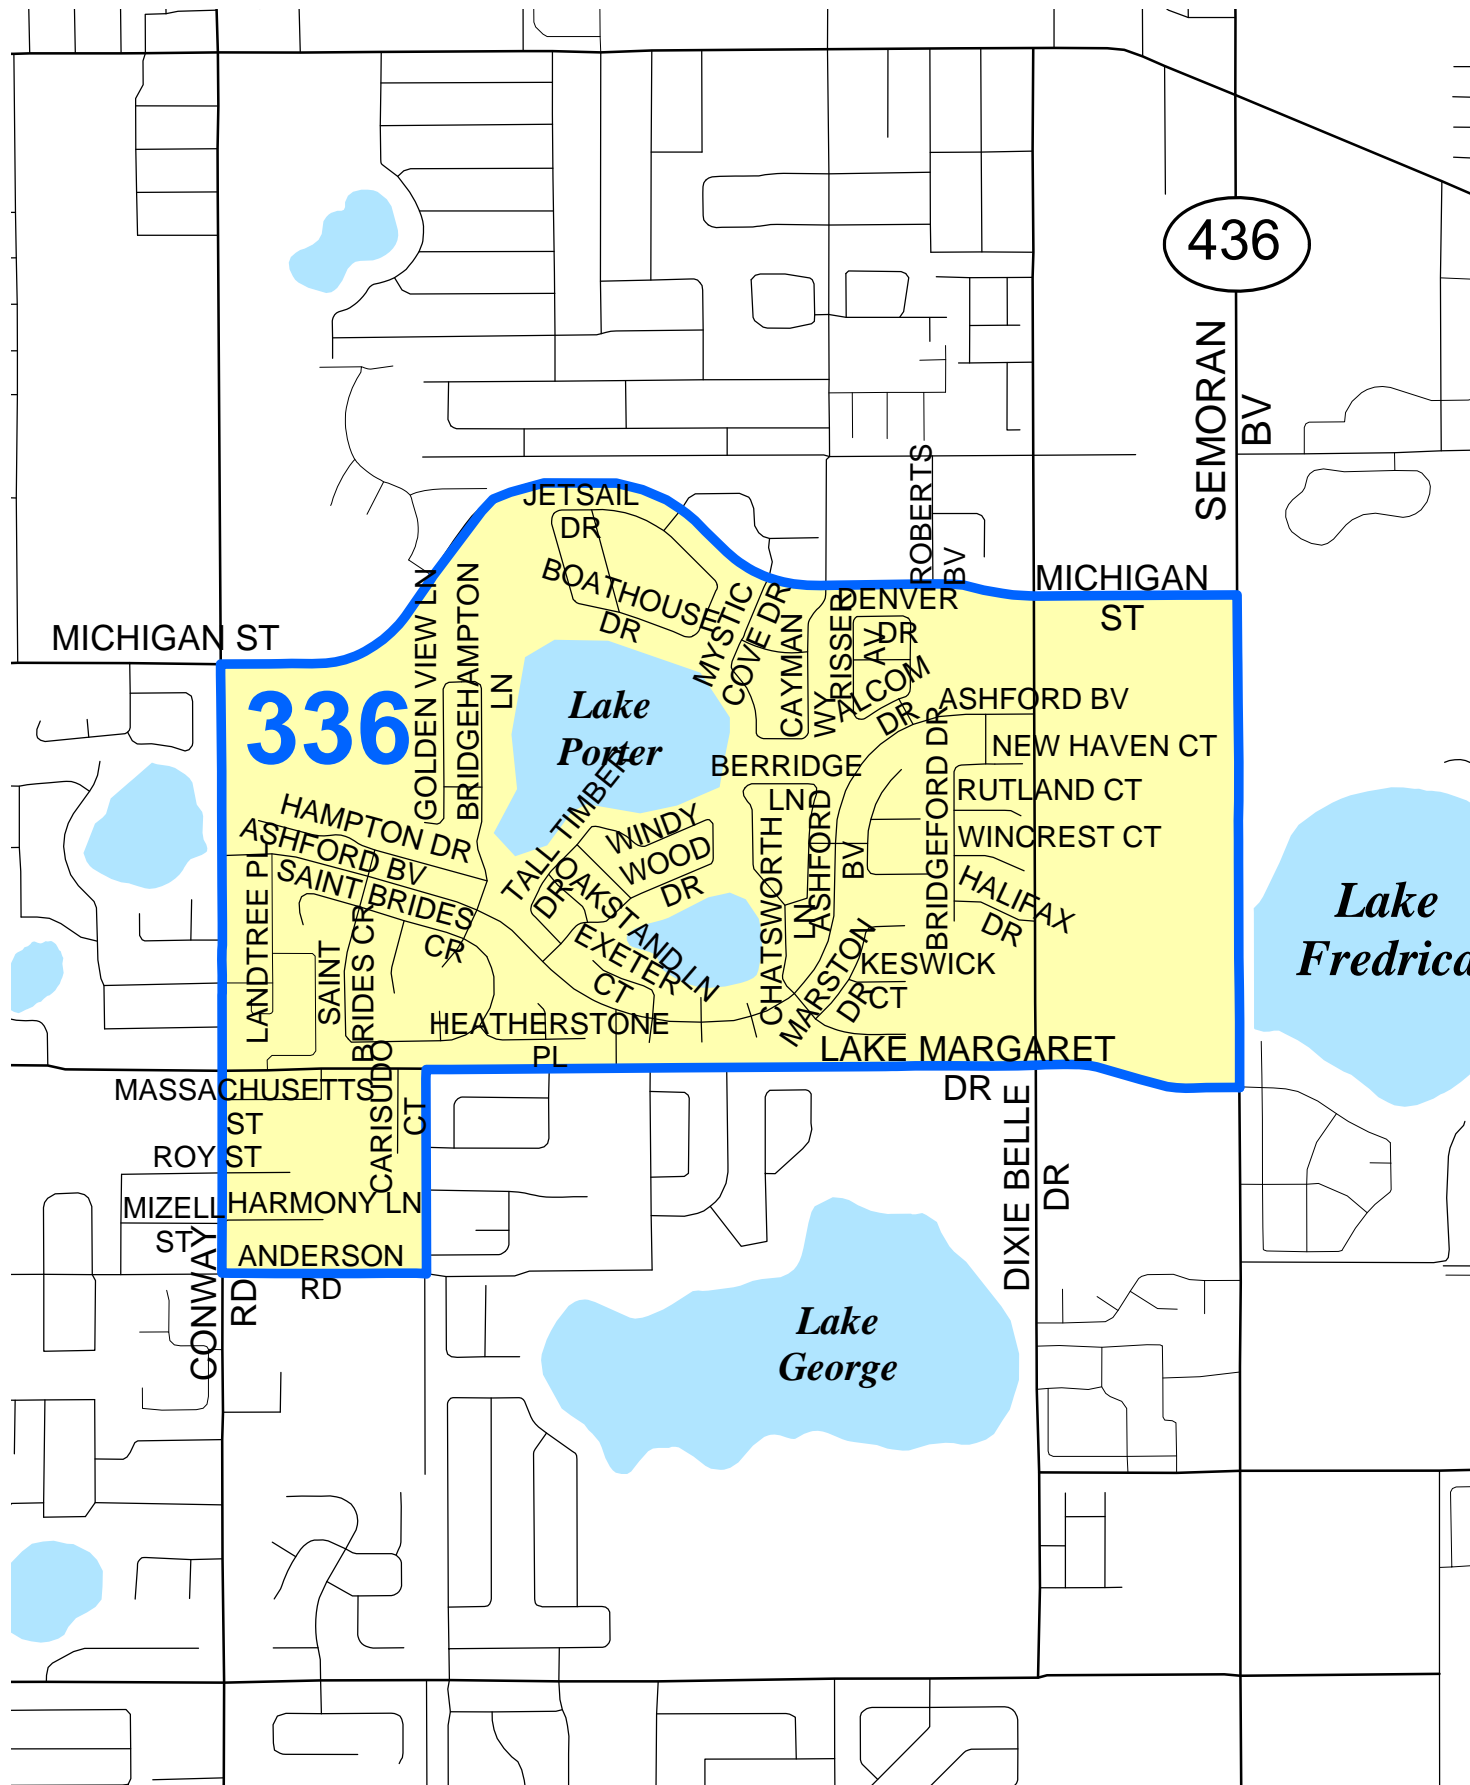 436
SEMORAN
BV
ROBERTS
BV
JETSAIL
DR
BOATHOUSE
DR
MICHIGAN
ST
MICHIGAN ST
DENVER
DR
MYSTIC
COVE DR
CAYMAN
WY
RISSER
AV
ALCOM
DR
GOLDEN VIEW LN
BRIDGEHAMPTON
LN
336
Lake
Porter
ASHFORD BV
NEW HAVEN CT
BERRIDGE
LN
RUTLAND CT
WINCREST CT
BRIDGEFORD DR
HALIFAX
DR
HAMPTON DR
ASHFORD BV
SAINT BRIDES
CR
TALL TIMBER
DR
WINDY
WOOD
DR
OAKSTAND LN
EXETER
CT
CHATSWORTH
LN
ASHFORD
BV
MARSTON
DR
KESWICK
CT
LANDTREE PL
SAINT
BRIDES CR
HEATHERSTONE
PL
Lake
Fredrica
LAKE MARGARET
DR
MASSACHUSETTS
ST
CARISUDO
CT
ROY ST
MIZELL
ST
HARMONY LN
ANDERSON
RD
CONWAY
RD
DIXIE BELLE
DR
Lake
George